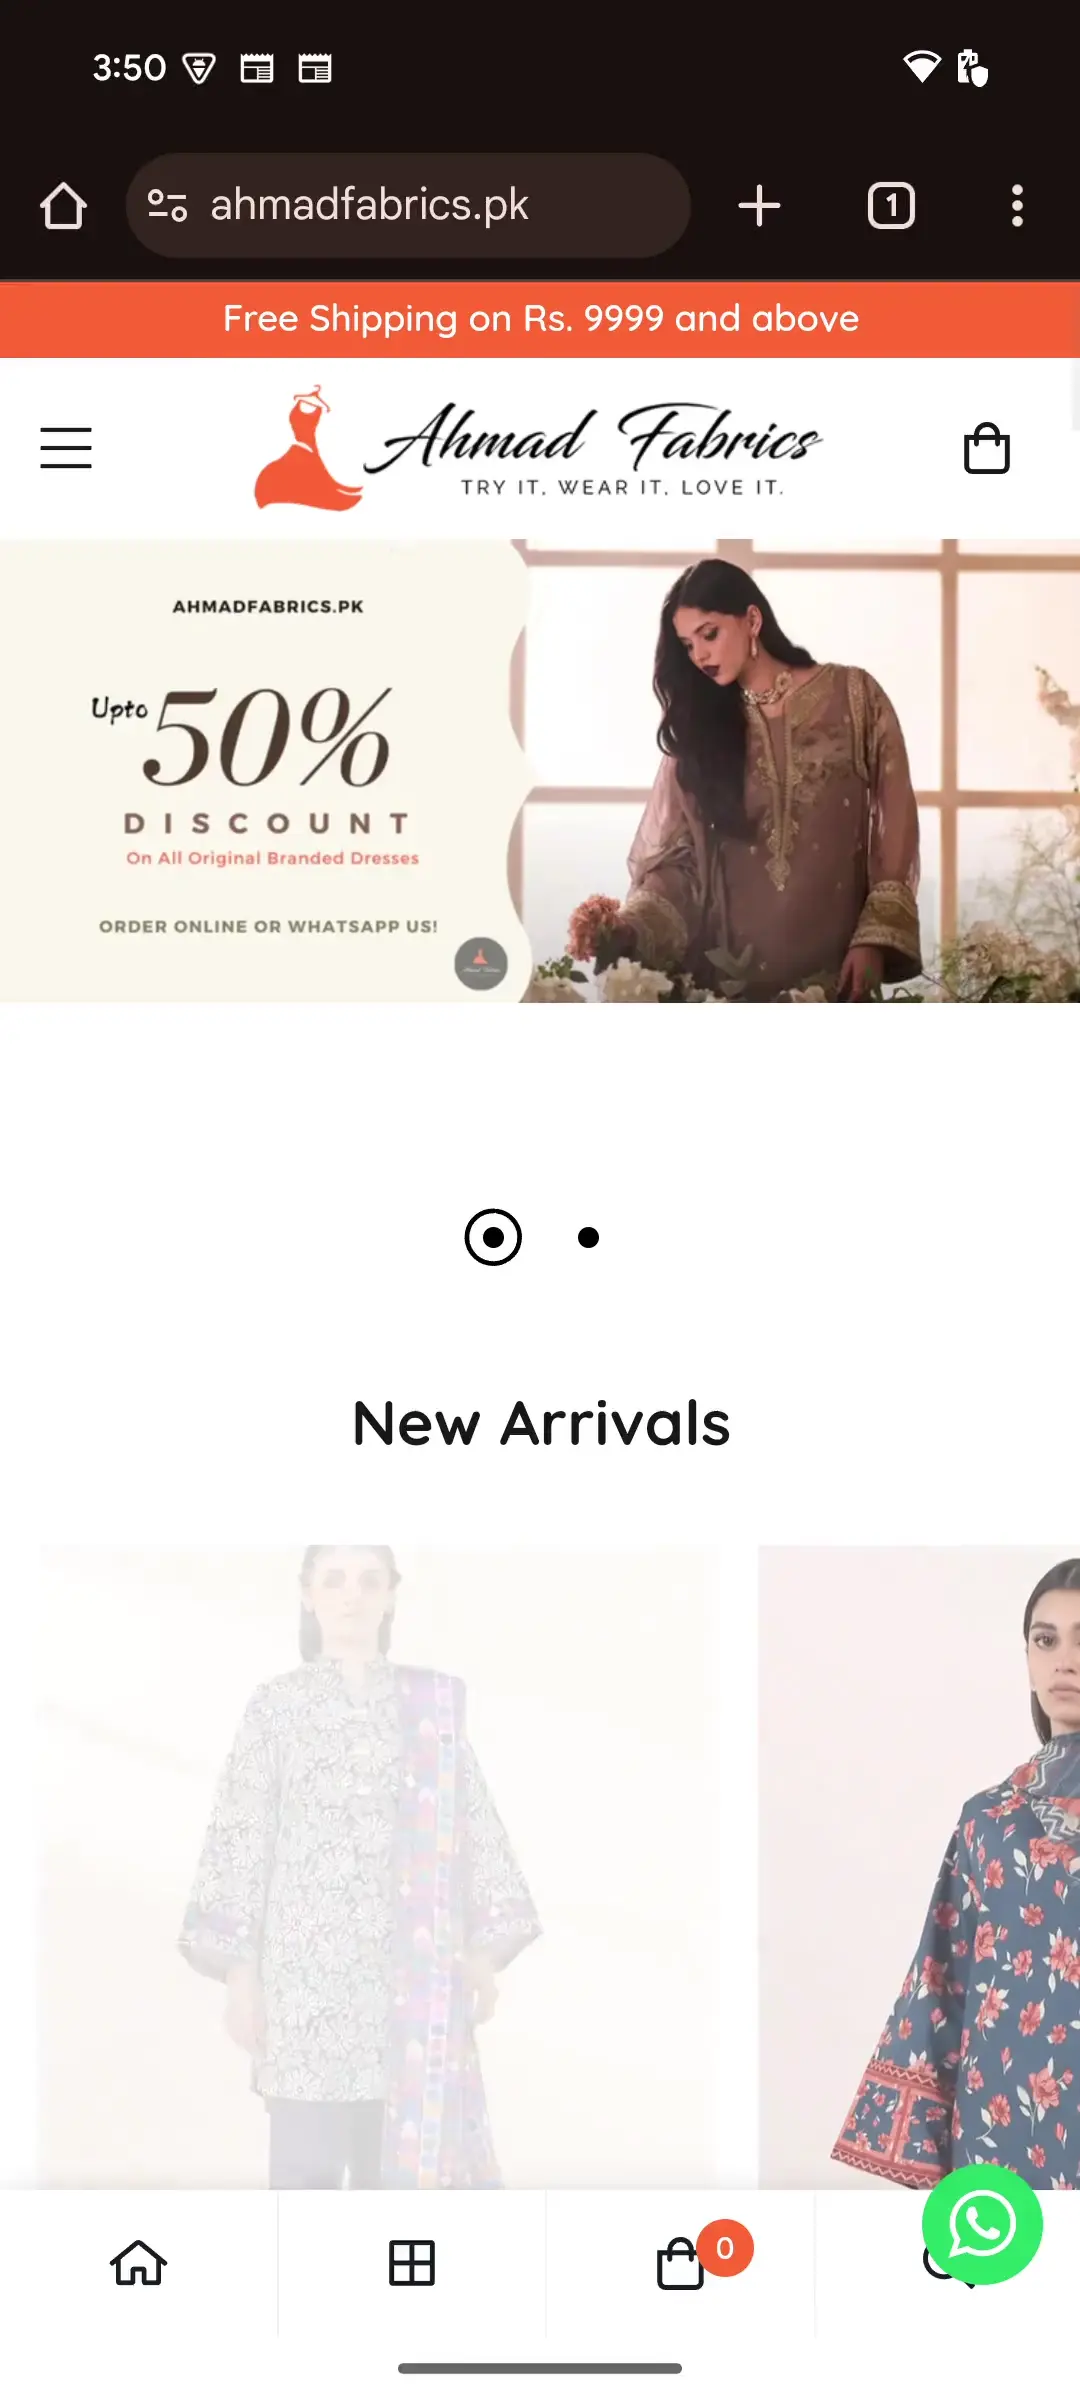 3:50
ahmadfabrics.pk
1
Free Shipping on Rs. 9999 and above
Ahmad Fabrics
TRY IT. WEAR IT. LOVE IT.
AHMADFABRICS.PK
Upto 50%
DISCOUNT
On All Original Branded Dresses
ORDER ONLINE OR WHATSAPP US!
New Arrivals
0